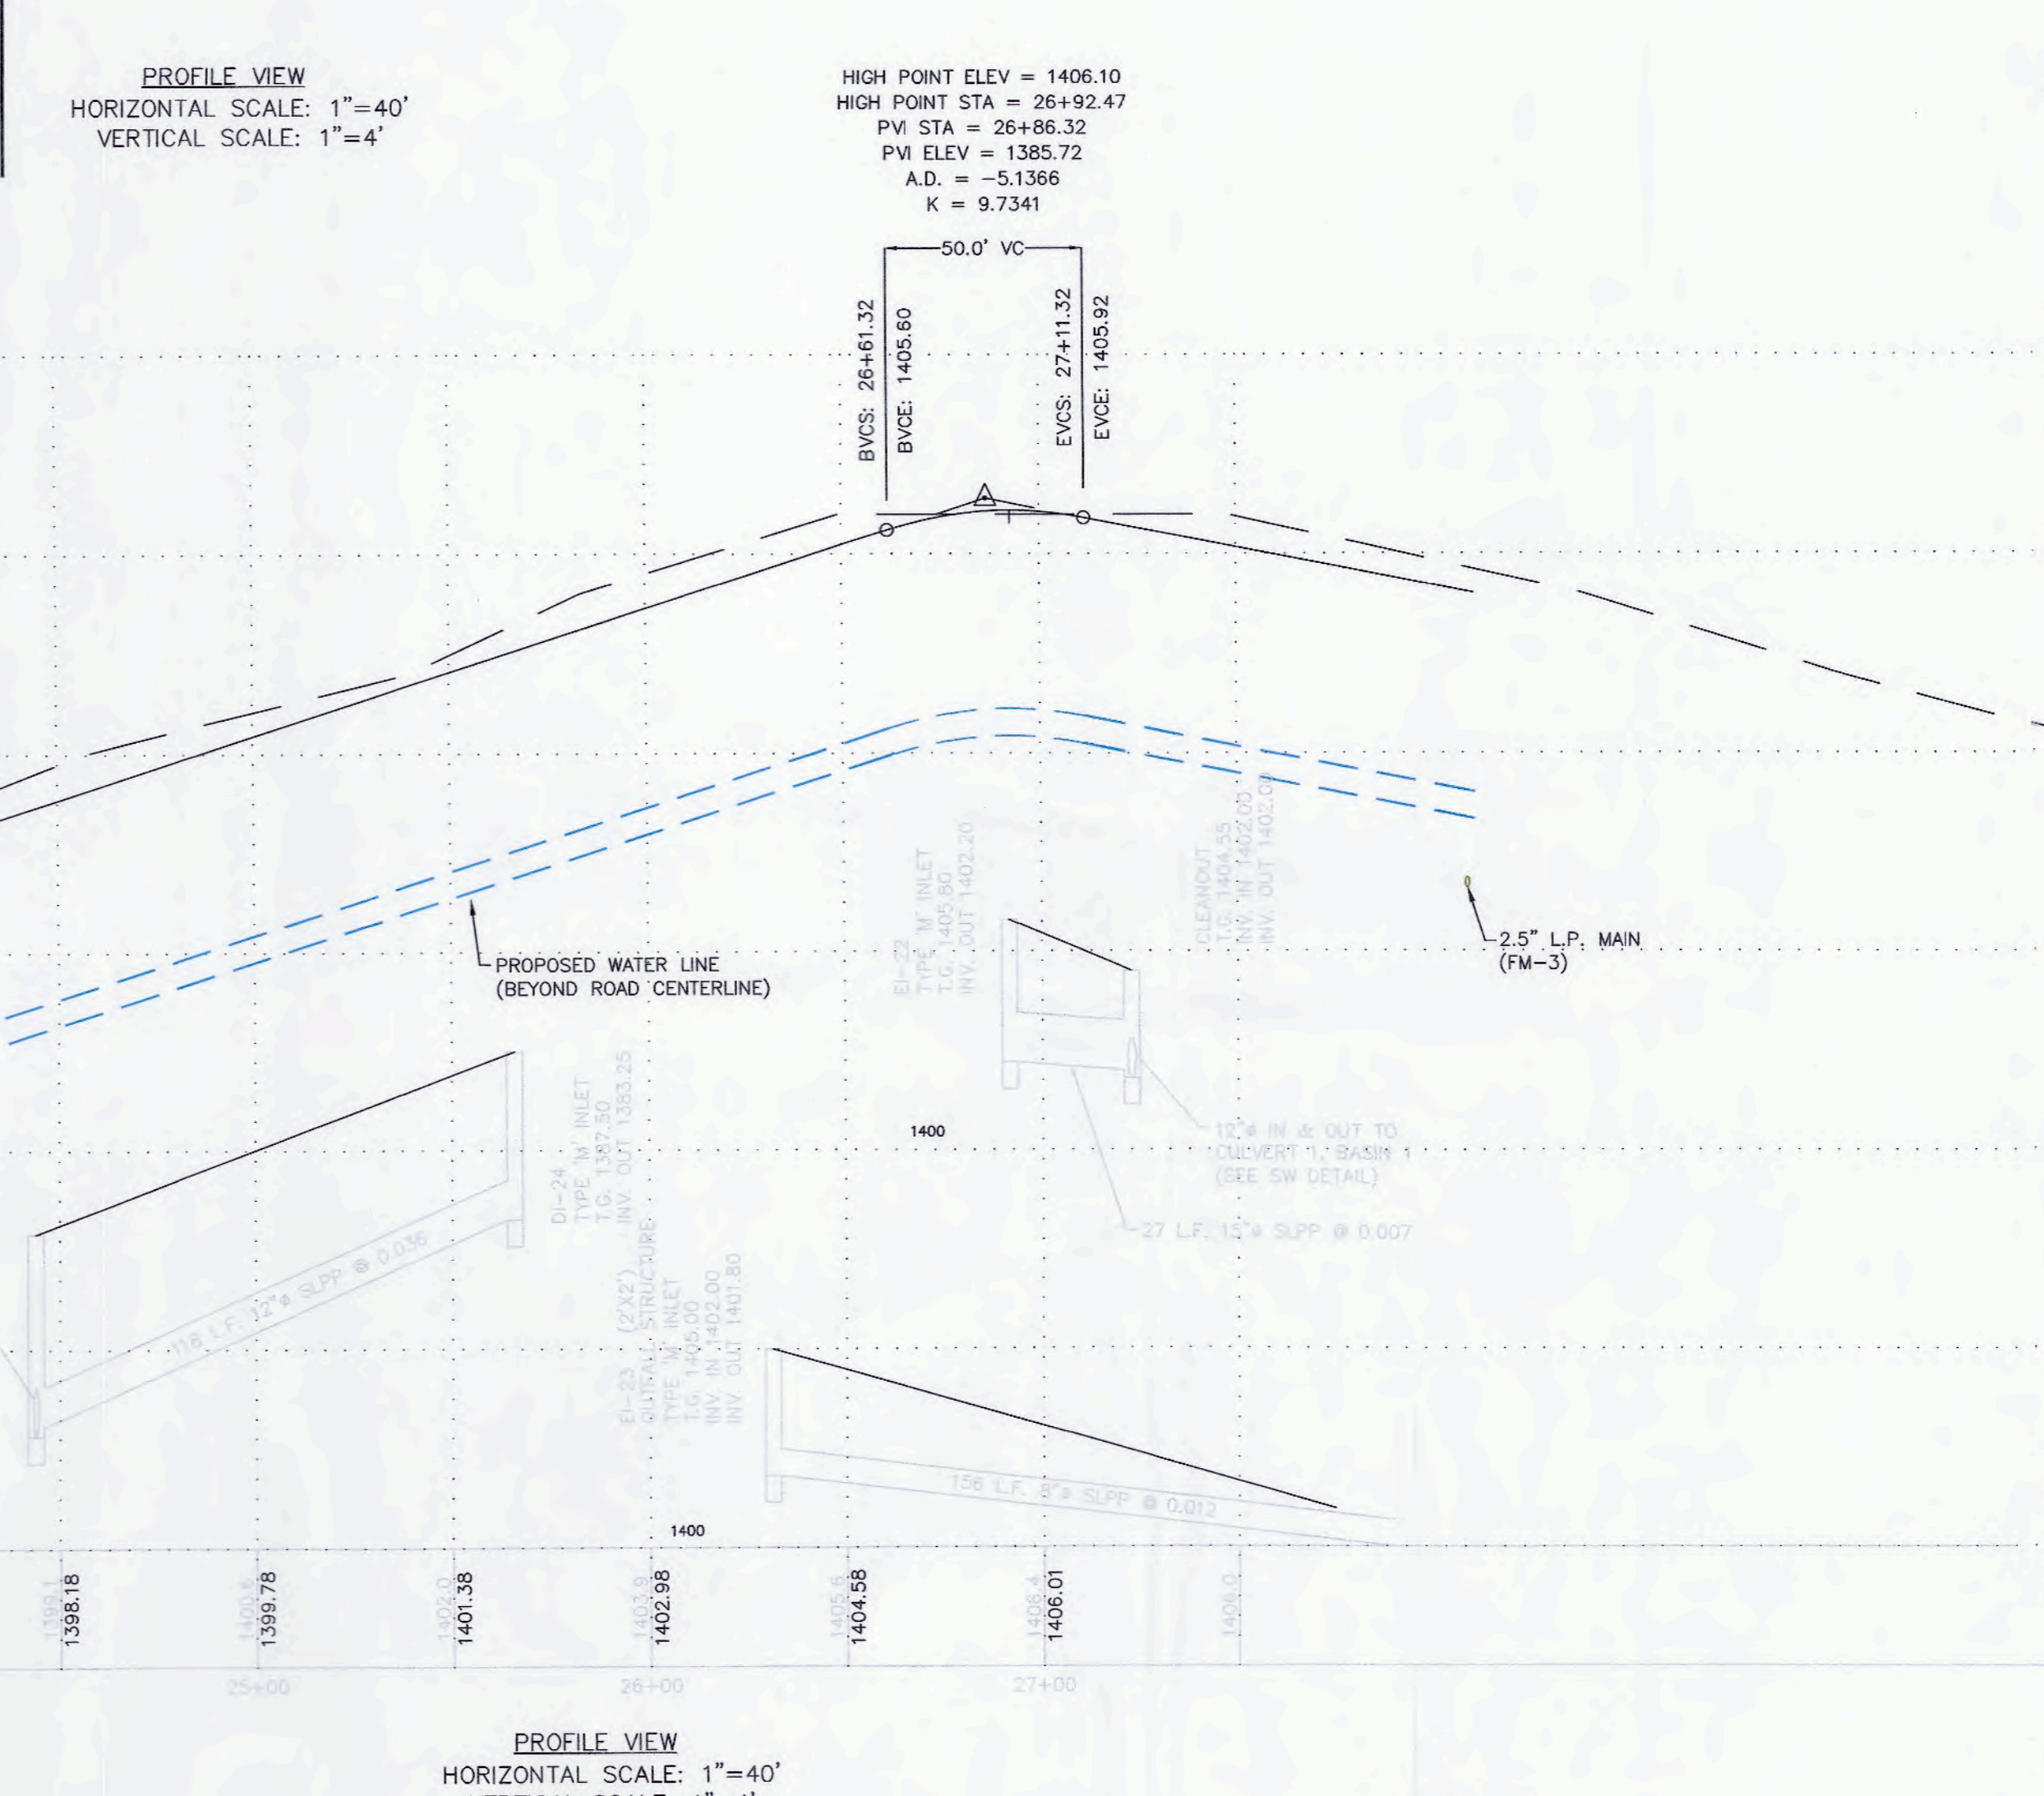 PROFILE VIEW
HORIZONTAL SCALE: 1"=40'
VERTICAL SCALE: 1"=4'
HIGH POINT ELEV = 1406.10
HIGH POINT STA = 26+92.47
PVI STA = 26+86.32
PVI ELEV = 1385.72
A.D. = -5.1366
K = 9.7341
50.0' VC
BVCS: 26+61.32
BVCE: 1405.60
EVCS: 27+11.32
EVCE: 1405.92
EI-22
TYPE 'M' INLET
T.G. 1405.80
INV. OUT 1402.20
CLEANOUT
T.G. 1404.55
INV. IN 1402.00
INV. OUT 1402.00
2.5" L.P. MAIN
(FM-3)
PROPOSED WATER LINE
(BEYOND ROAD CENTERLINE)
DI-24
TYPE 'M' INLET
T.G. 1387.50
INV. OUT 1383.25
1400
12"ø IN & OUT TO
CULVERT 1, BASIN 1
(SEE SW DETAIL)
27 L.F. 15"ø SLPP @ 0.007
118 L.F. 12"ø SLPP @ 0.036
EI-23 (2'X2')
OUTFALL STRUCTURE
TYPE 'M' INLET
T.G. 1405.00
INV. IN 1402.00
INV. OUT 1401.80
156 L.F. 8"ø SLPP @ 0.012
1400
1399.1
1398.18
1400.6
1399.78
1402.0
1401.38
1403.9
1402.98
1405.6
1404.58
1406.4
1406.01
1406.0
25+00
26+00
27+00
PROFILE VIEW
HORIZONTAL SCALE: 1"=40'